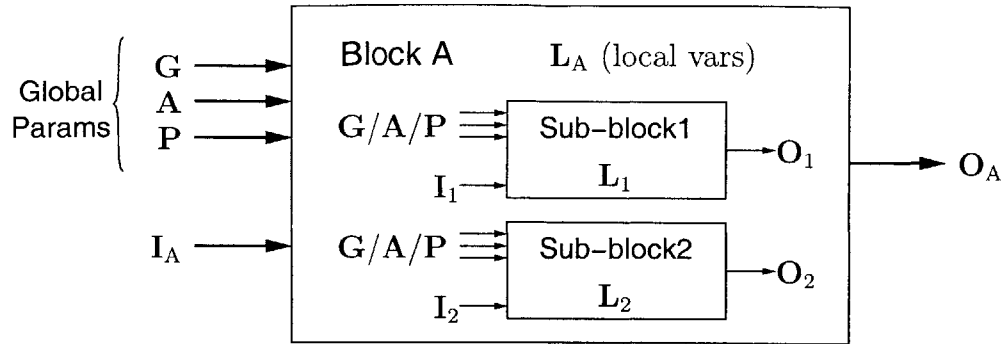 Global
Params
G
A
P
I_A
Block A
L_A (local vars)
G/A/P
Sub-block1
I_1
L_1
O_1
G/A/P
Sub-block2
I_2
L_2
O_2
O_A